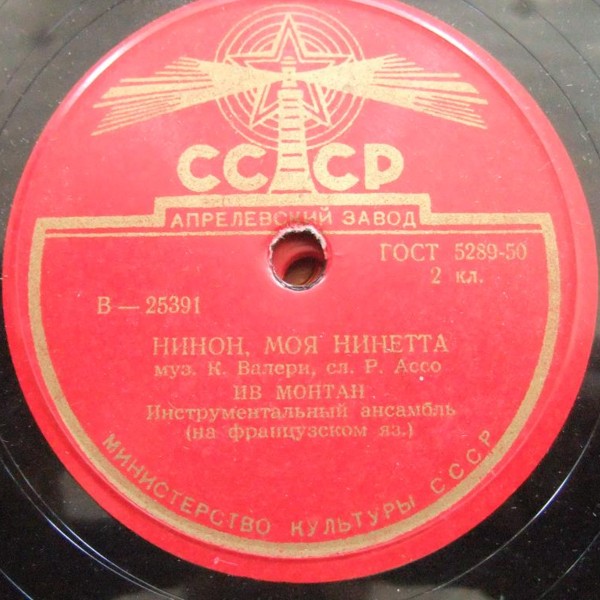 СССР
АПРЕЛЕВСКИЙ ЗАВОД
ГОСТ 5289-50
2 кл.
В — 25391
НИНОН, МОЯ НИНЕТТА
муз. К. Валери, сл. Р. Ассо
ИВ МОНТАН
Инструментальный ансамбль
(на французском яз.)
МИНИСТЕРСТВО КУЛЬТУРЫ СССР